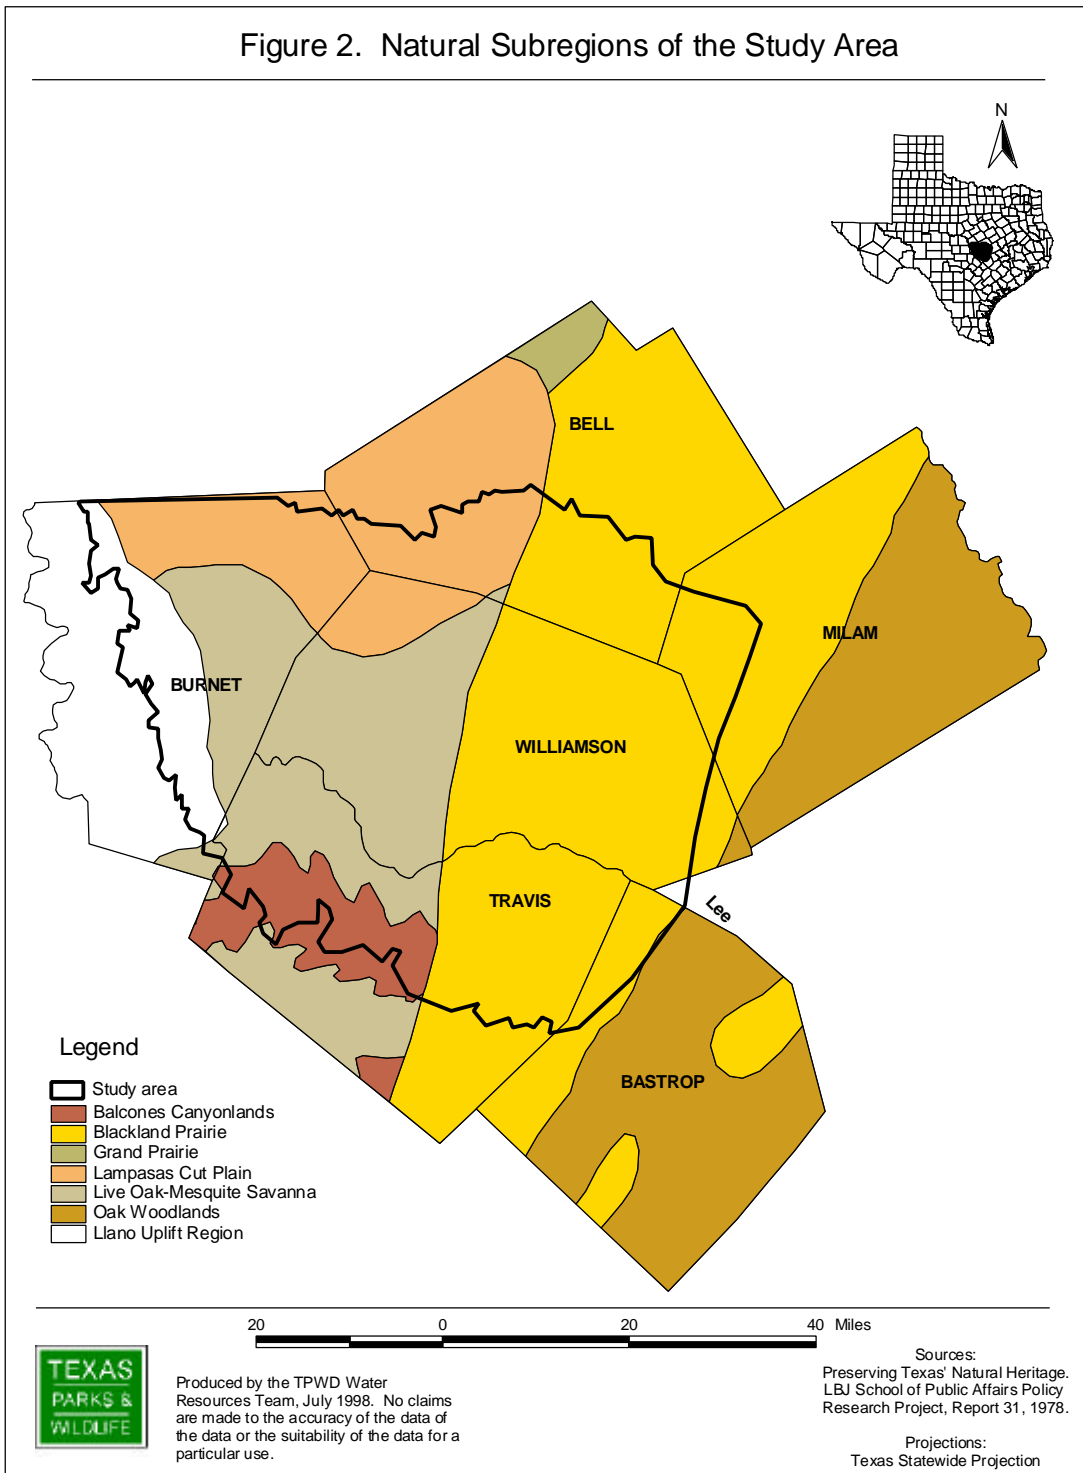 Figure 2.  Natural Subregions of the Study Area
N
BELL
MILAM
BURNET
WILLIAMSON
TRAVIS
Lee
BASTROP
Legend
Study area
Balcones Canyonlands
Blackland Prairie
Grand Prairie
Lampasas Cut Plain
Live Oak-Mesquite Savanna
Oak Woodlands
Llano Uplift Region
20 0 20 40 Miles
TEXAS
PARKS &
WILDLIFE
Produced by the TPWD Water
Resources Team, July 1998.  No claims
are made to the accuracy of the data of
the data or the suitability of the data for a
particular use.
Sources:
Preserving Texas' Natural Heritage.
LBJ School of Public Affairs Policy
Research Project, Report 31, 1978.
Projections:
Texas Statewide Projection